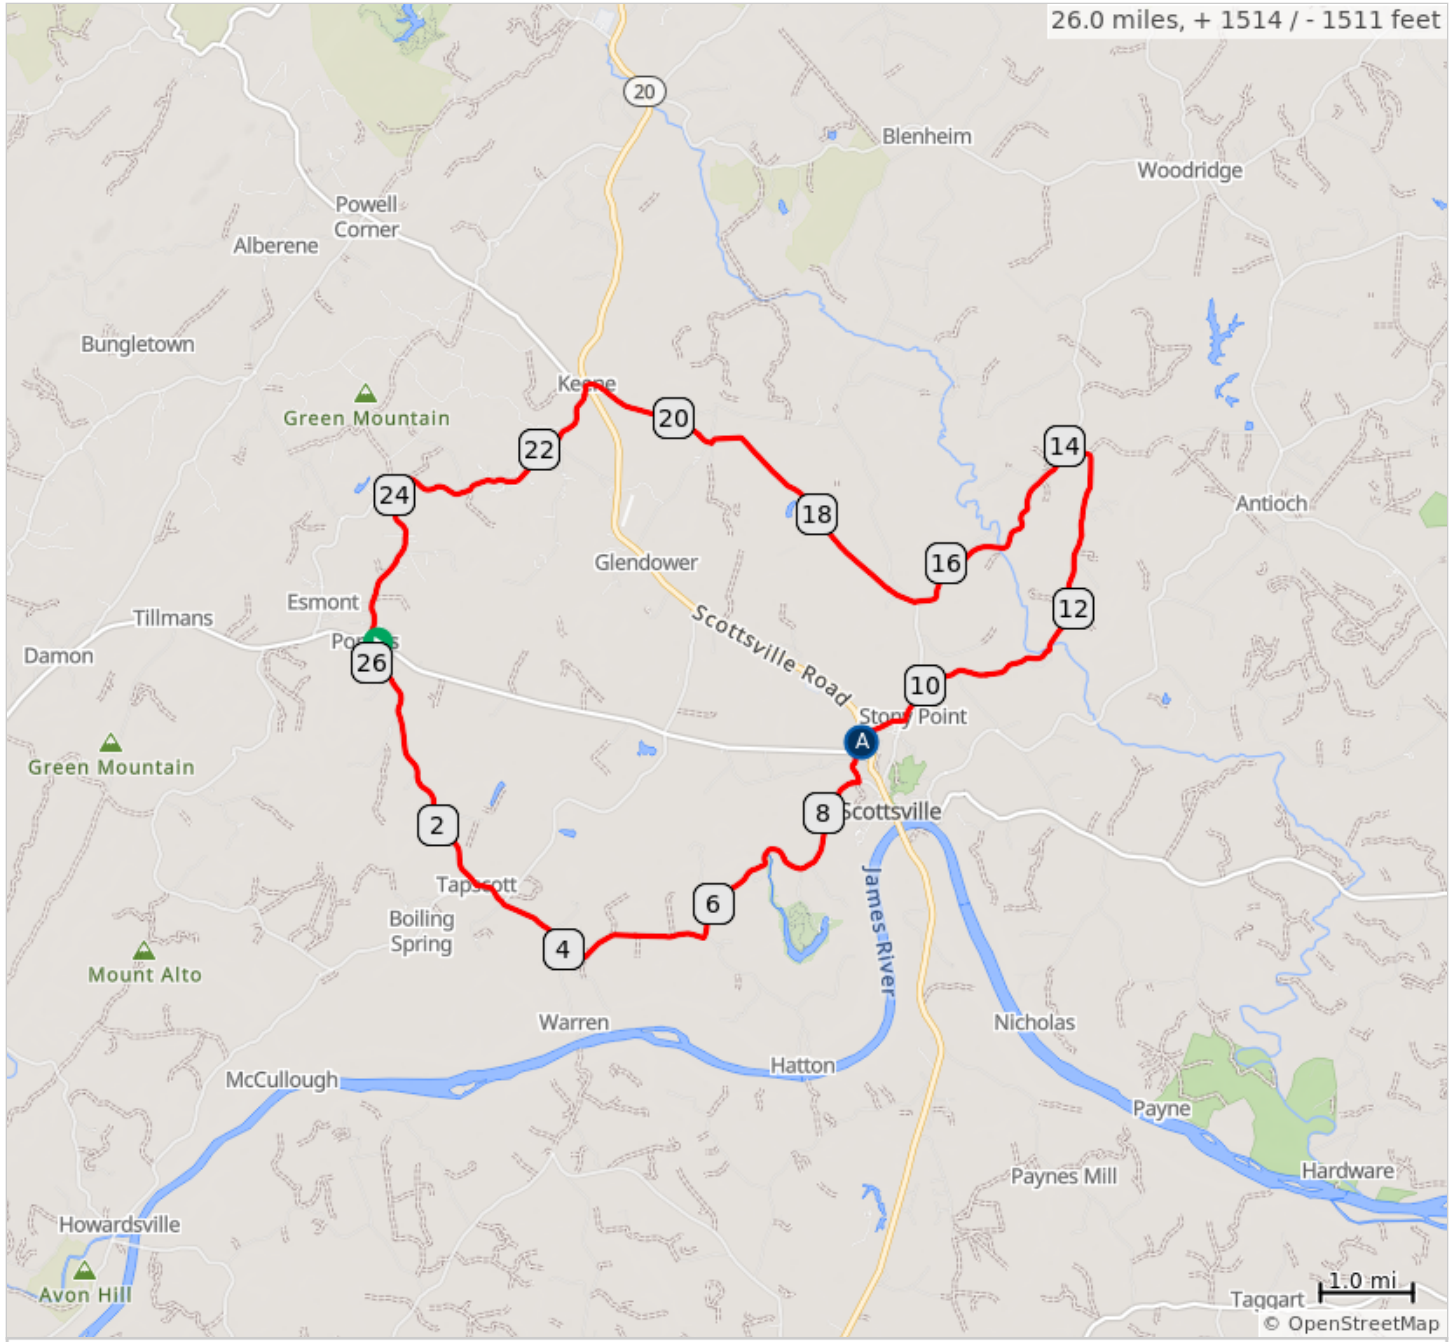 26.0 miles, + 1514 / - 1511 feet
20
Blenheim
Woodridge
Powell
Corner
Alberene
Bungletown
Keene
Green Mountain
20
14
22
24
18
Antioch
Glendower
16
Esmont
12
Tillmans
Scottsville Road
Damon
26
10
Stony Point
A
Green Mountain
8
Scottsville
2
Tapscott
6
Boiling
Spring
James River
4
Mount Alto
Warren
Nicholas
Hatton
McCullough
Payne
Paynes Mill
Hardware
Howardsville
Avon Hill
1.0 mi
Taggart
© OpenStreetMap